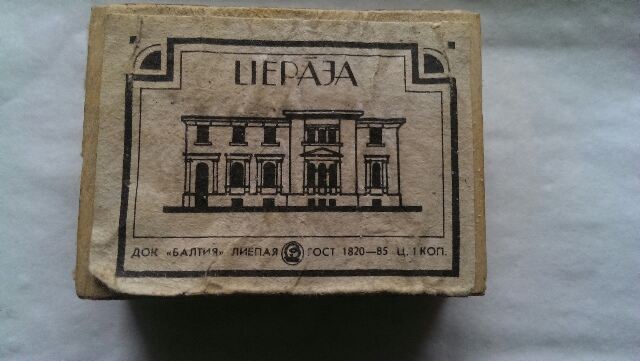 LIEPĀJA
ДОК «БАЛТИЯ» ЛИЕПАЯ ГОСТ 1820—85 Ц. 1 КОП.